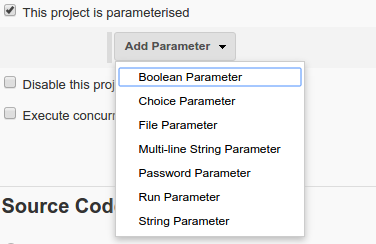 This project is parameterised
Add Parameter
Boolean Parameter
Disable this proj
Choice Parameter
Execute concurr
File Parameter
Multi-line String Parameter
Password Parameter
Run Parameter
Source Cod
String Parameter